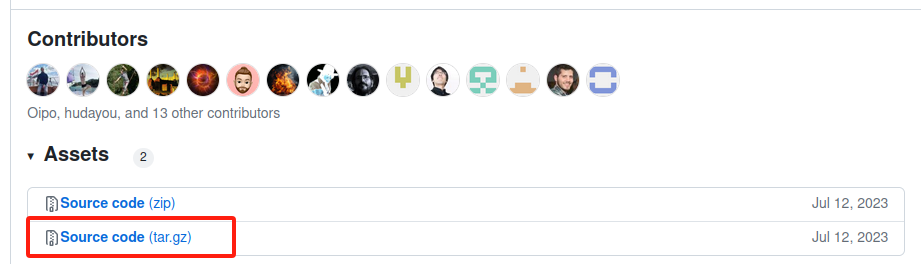 Contributors
Oipo, hudayou, and 13 other contributors
Assets 2
Source code (zip) Jul 12, 2023
Source code (tar.gz) Jul 12, 2023